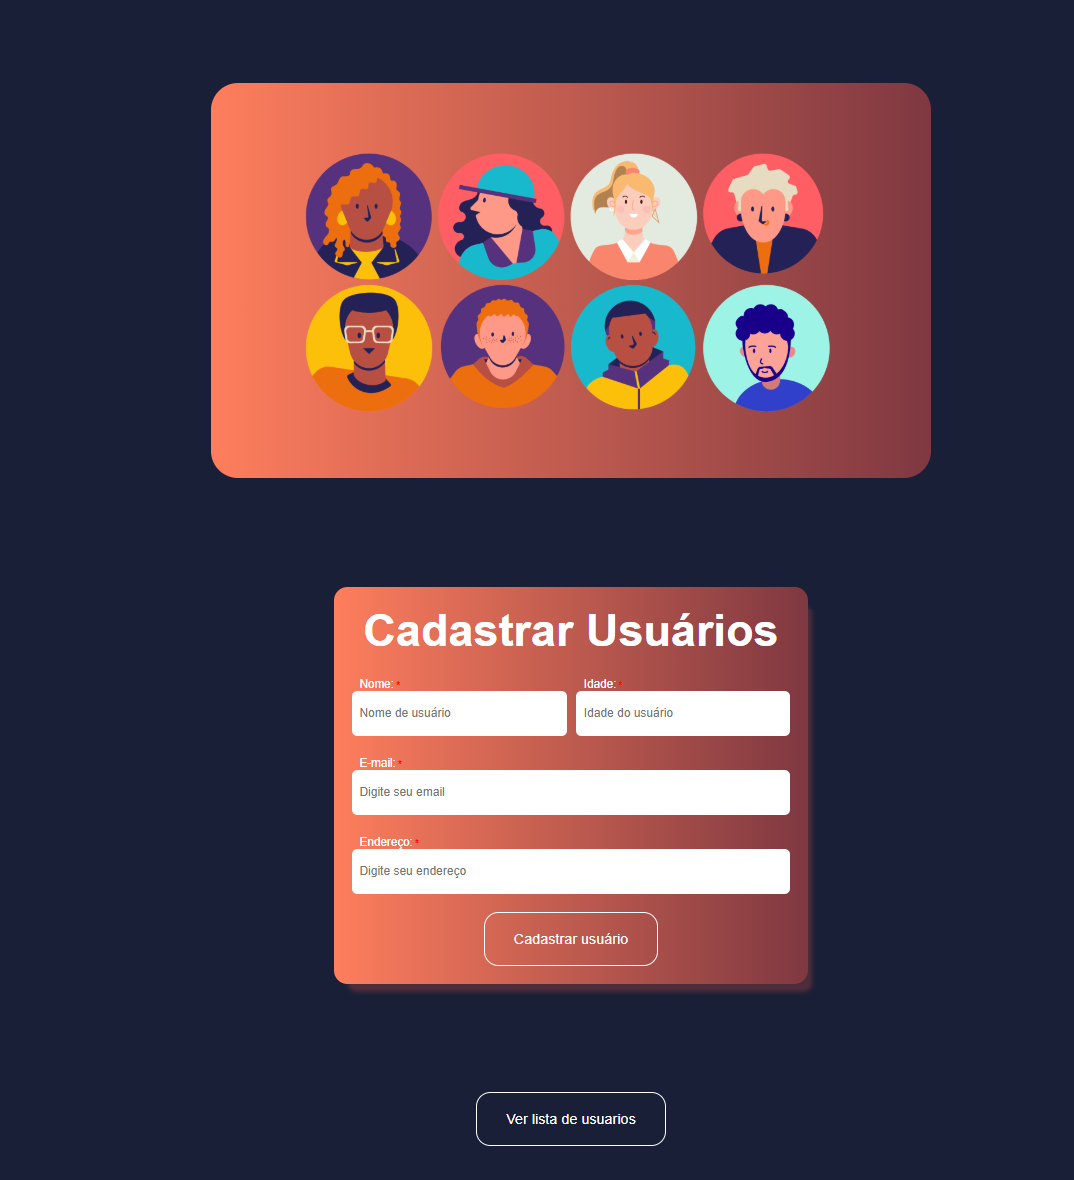 Cadastrar Usuários
Nome: * Idade: *
Nome de usuário Idade do usuário
E-mail: *
Digite seu email
Endereço: *
Digite seu endereço
Cadastrar usuário
Ver lista de usuarios